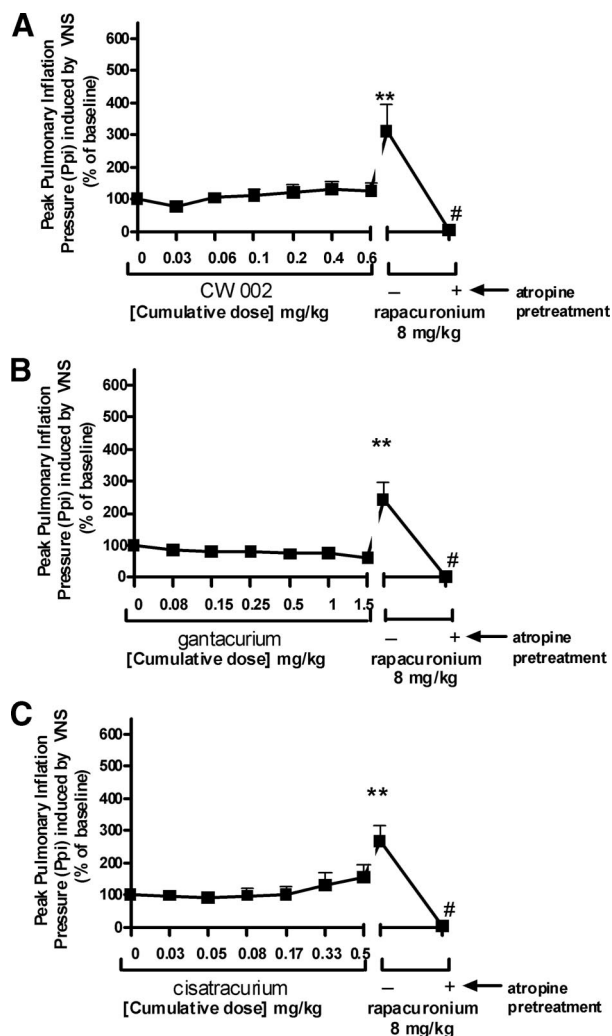 A
Peak Pulmonary Inflation
Pressure (Ppi) induced by VNS
(% of baseline)
600
500
400
300
200
100
0
**
#
0 0.03 0.06 0.1 0.2 0.4 0.6
CW 002
[Cumulative dose] mg/kg
– + atropine
pretreatment
rapacuronium
8 mg/kg
B
Peak Pulmonary Inflation
Pressure (Ppi) induced by VNS
(% of baseline)
600
500
400
300
200
100
0
**
#
0 0.08 0.15 0.25 0.5 1 1.5
gantacurium
[Cumulative dose] mg/kg
– + atropine
pretreatment
rapacuronium
8 mg/kg
C
Peak Pulmonary Inflation
Pressure (Ppi) induced by VNS
(% of baseline)
600
500
400
300
200
100
0
**
#
0 0.03 0.05 0.08 0.17 0.33 0.5
cisatracurium
[Cumulative dose] mg/kg
– + atropine
pretreatment
rapacuronium
8 mg/kg